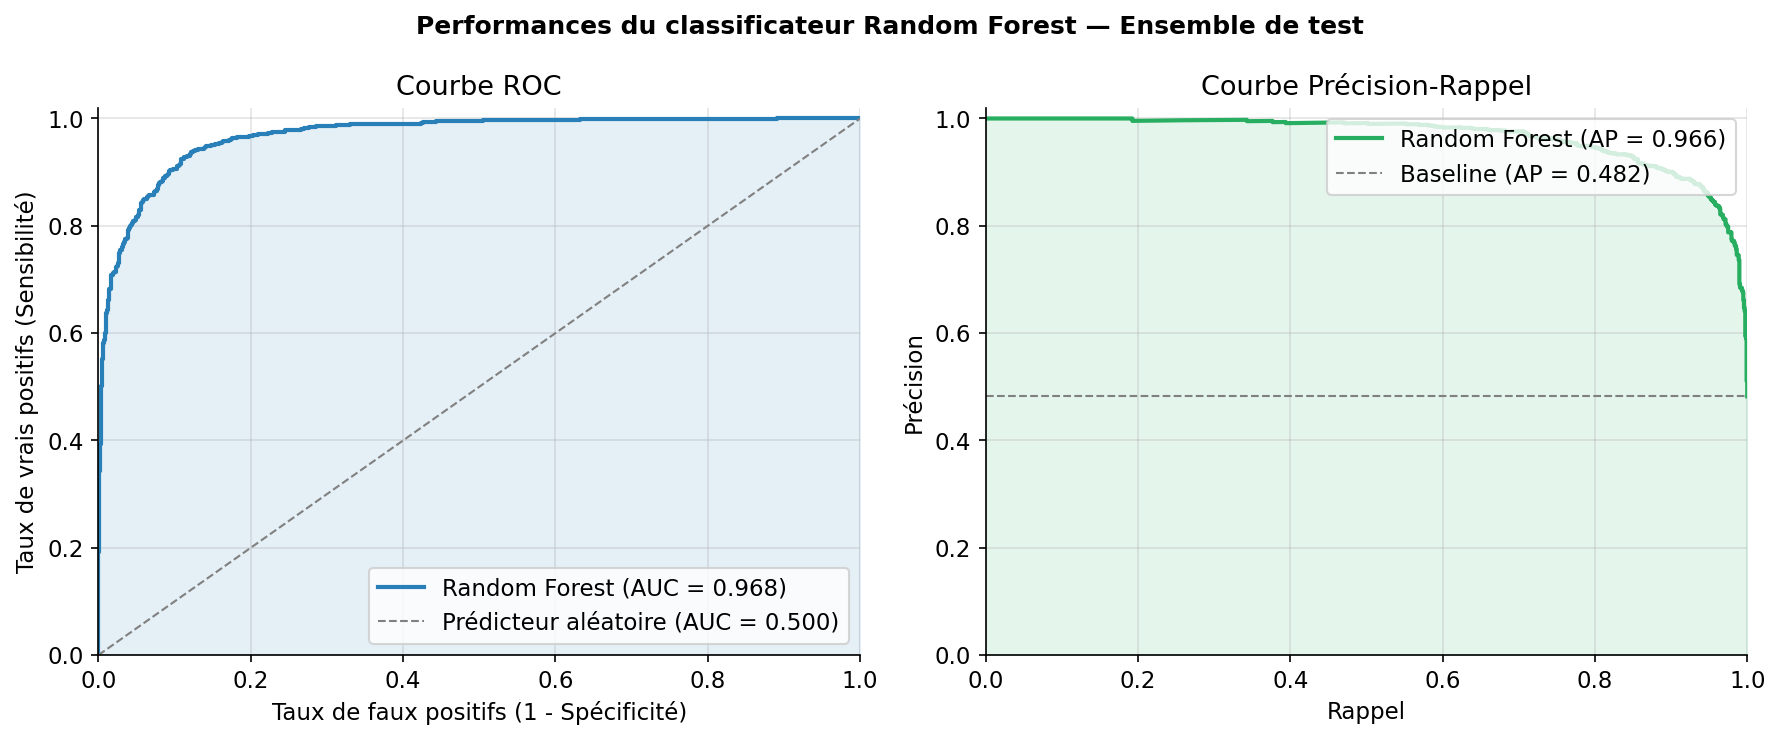 Performances du classificateur Random Forest — Ensemble de test
Courbe ROC
Taux de vrais positifs (Sensibilité)
1.0
0.8
0.6
0.4
0.2
0.0
Random Forest (AUC = 0.968)
Prédicteur aléatoire (AUC = 0.500)
0.0 0.2 0.4 0.6 0.8 1.0
Taux de faux positifs (1 - Spécificité)
Courbe Précision-Rappel
Précision
1.0
0.8
0.6
0.4
0.2
0.0
Random Forest (AP = 0.966)
Baseline (AP = 0.482)
0.0 0.2 0.4 0.6 0.8 1.0
Rappel